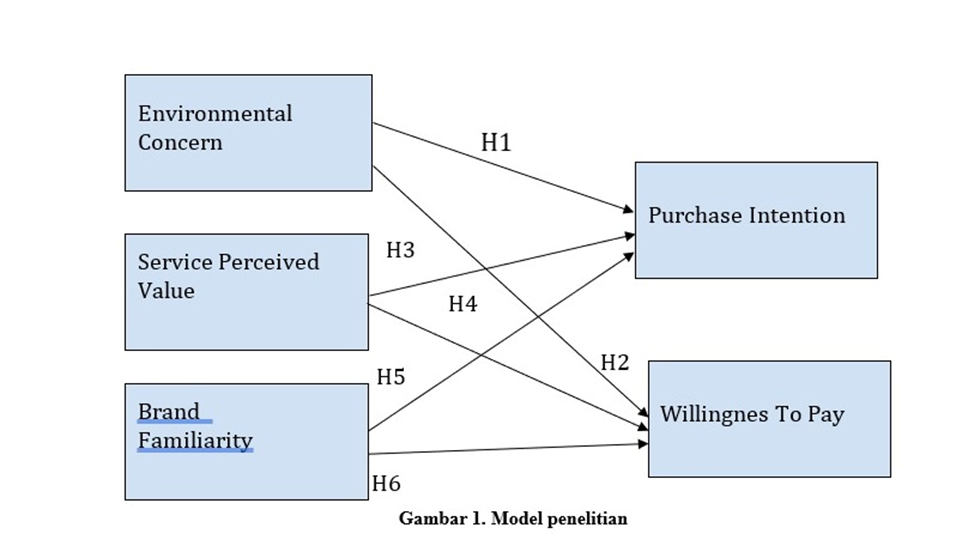 Environmental
Concern
H1
Purchase Intention
Service Perceived
Value
H3
H4
H2
Brand
Familiarity
H5
Willingnes To Pay
H6
Gambar 1. Model penelitian